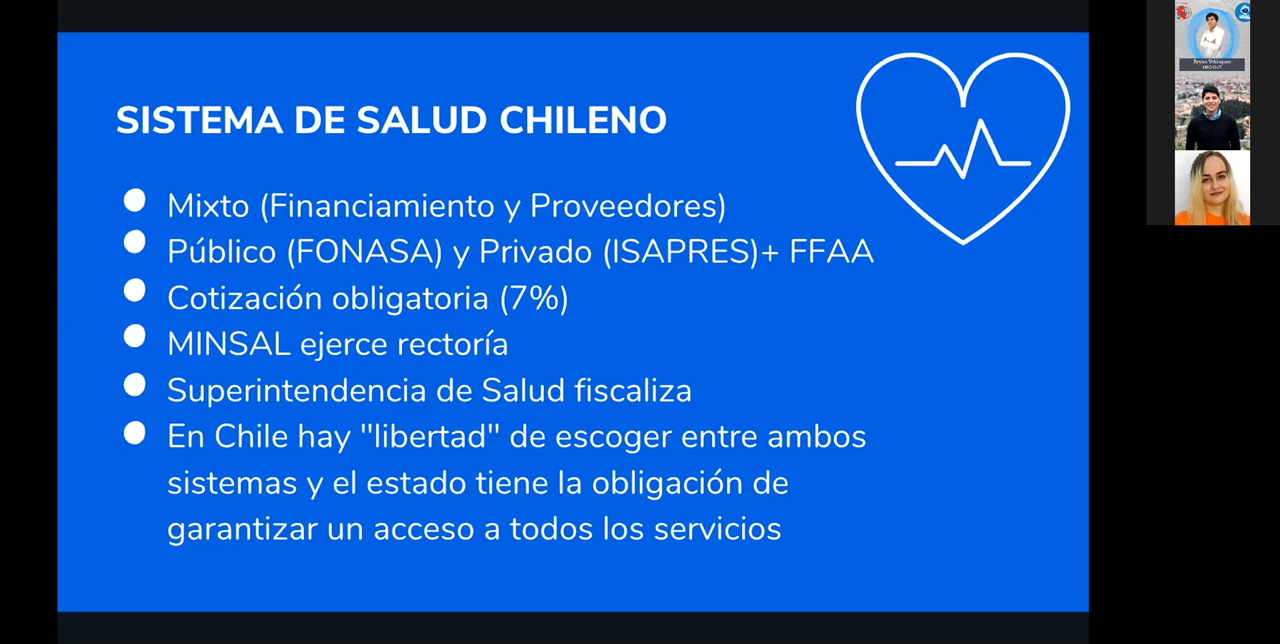 SISTEMA DE SALUD CHILENO
Mixto (Financiamiento y Proveedores)
Público (FONASA) y Privado (ISAPRES)+ FFAA
Cotización obligatoria (7%)
MINSAL ejerce rectoría
Superintendencia de Salud fiscaliza
En Chile hay "libertad" de escoger entre ambos
sistemas y el estado tiene la obligación de
garantizar un acceso a todos los servicios